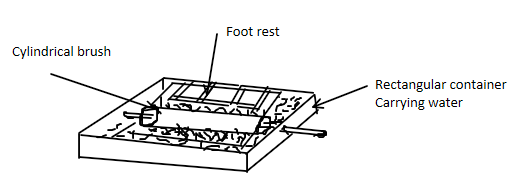 Foot rest
Cylindrical brush
Rectangular container
Carrying water